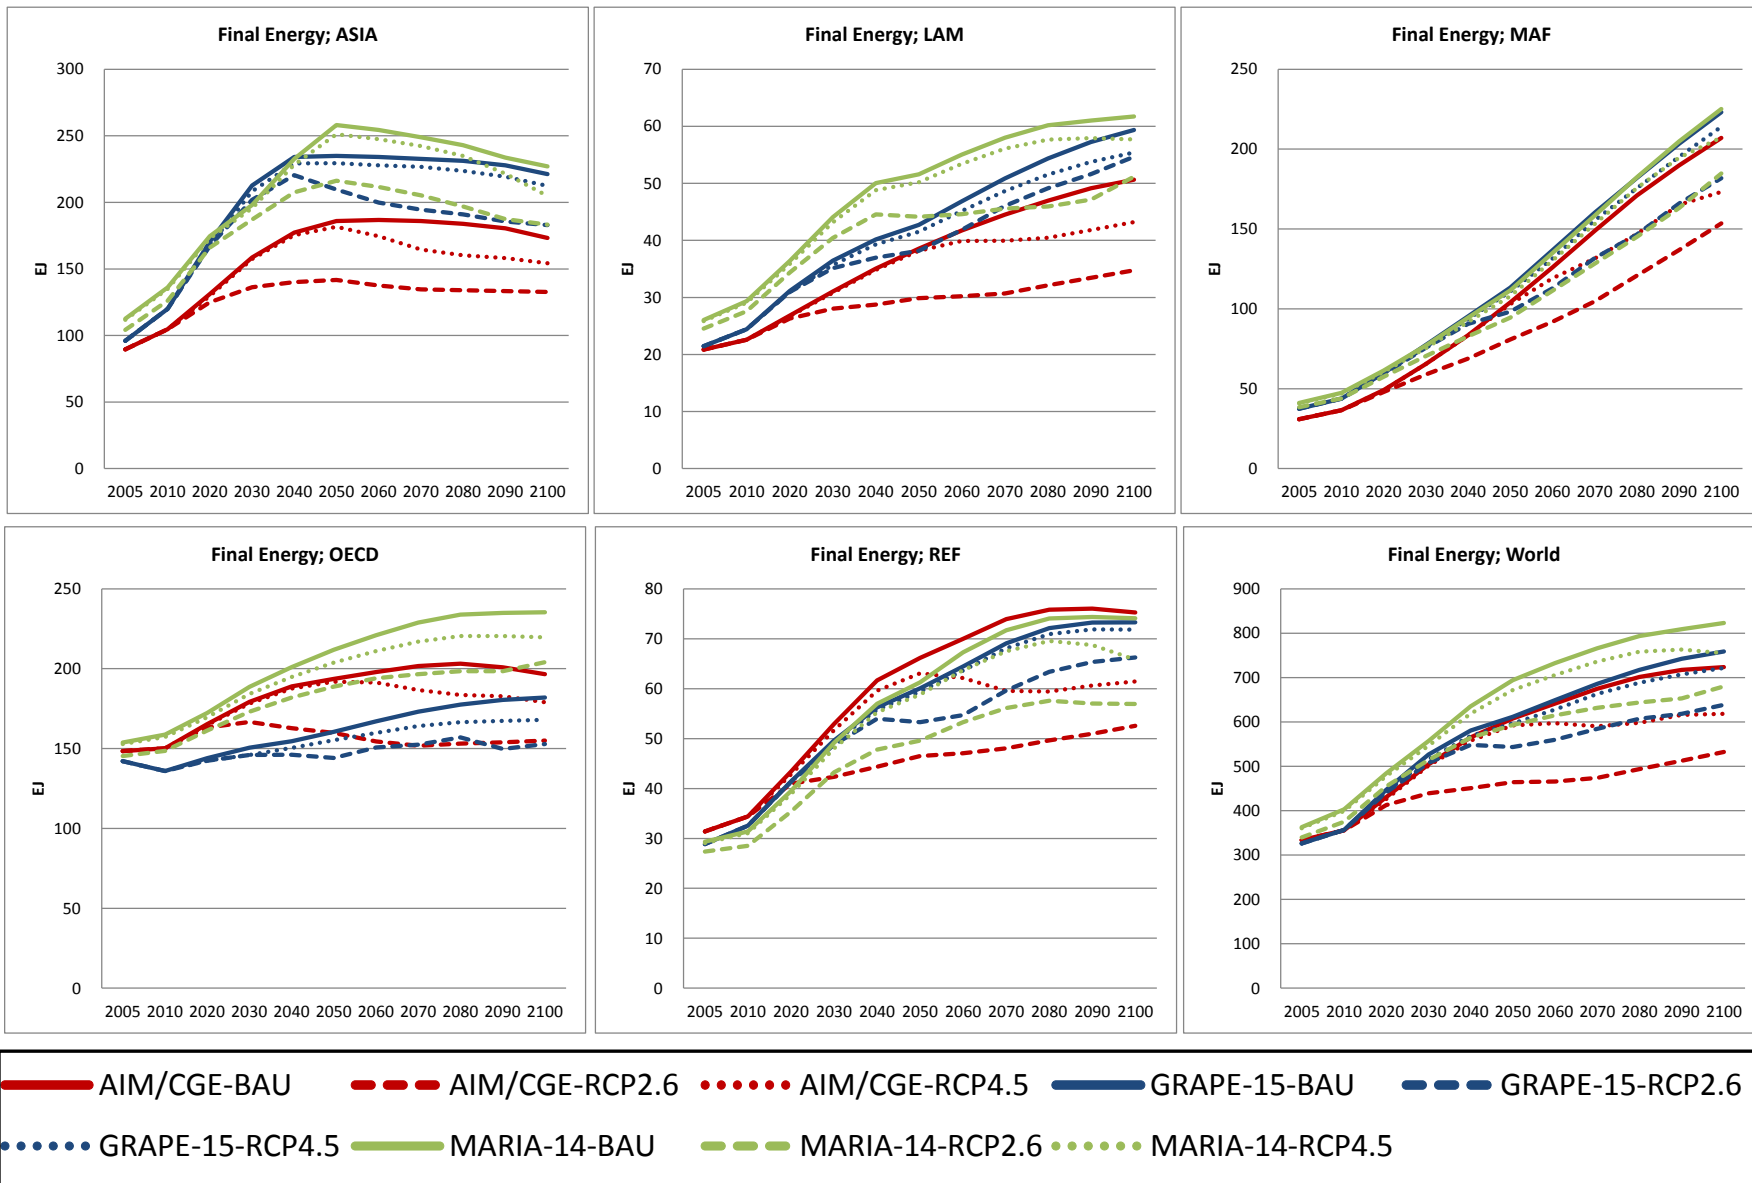 Final Energy; ASIA
300
250
200
150
100
50
0
EJ
2005 2010 2020 2030 2040 2050 2060 2070 2080 2090 2100
Final Energy; LAM
70
60
50
40
30
20
10
0
EJ
2005 2010 2020 2030 2040 2050 2060 2070 2080 2090 2100
Final Energy; MAF
250
200
150
100
50
0
EJ
2005 2010 2020 2030 2040 2050 2060 2070 2080 2090 2100
Final Energy; OECD
250
200
150
100
50
0
EJ
2005 2010 2020 2030 2040 2050 2060 2070 2080 2090 2100
Final Energy; REF
80
70
60
50
40
30
20
10
0
EJ
2005 2010 2020 2030 2040 2050 2060 2070 2080 2090 2100
Final Energy; World
900
800
700
600
500
400
300
200
100
0
EJ
2005 2010 2020 2030 2040 2050 2060 2070 2080 2090 2100
AIM/CGE-BAU AIM/CGE-RCP2.6 AIM/CGE-RCP4.5 GRAPE-15-BAU GRAPE-15-RCP2.6
GRAPE-15-RCP4.5 MARIA-14-BAU MARIA-14-RCP2.6 MARIA-14-RCP4.5